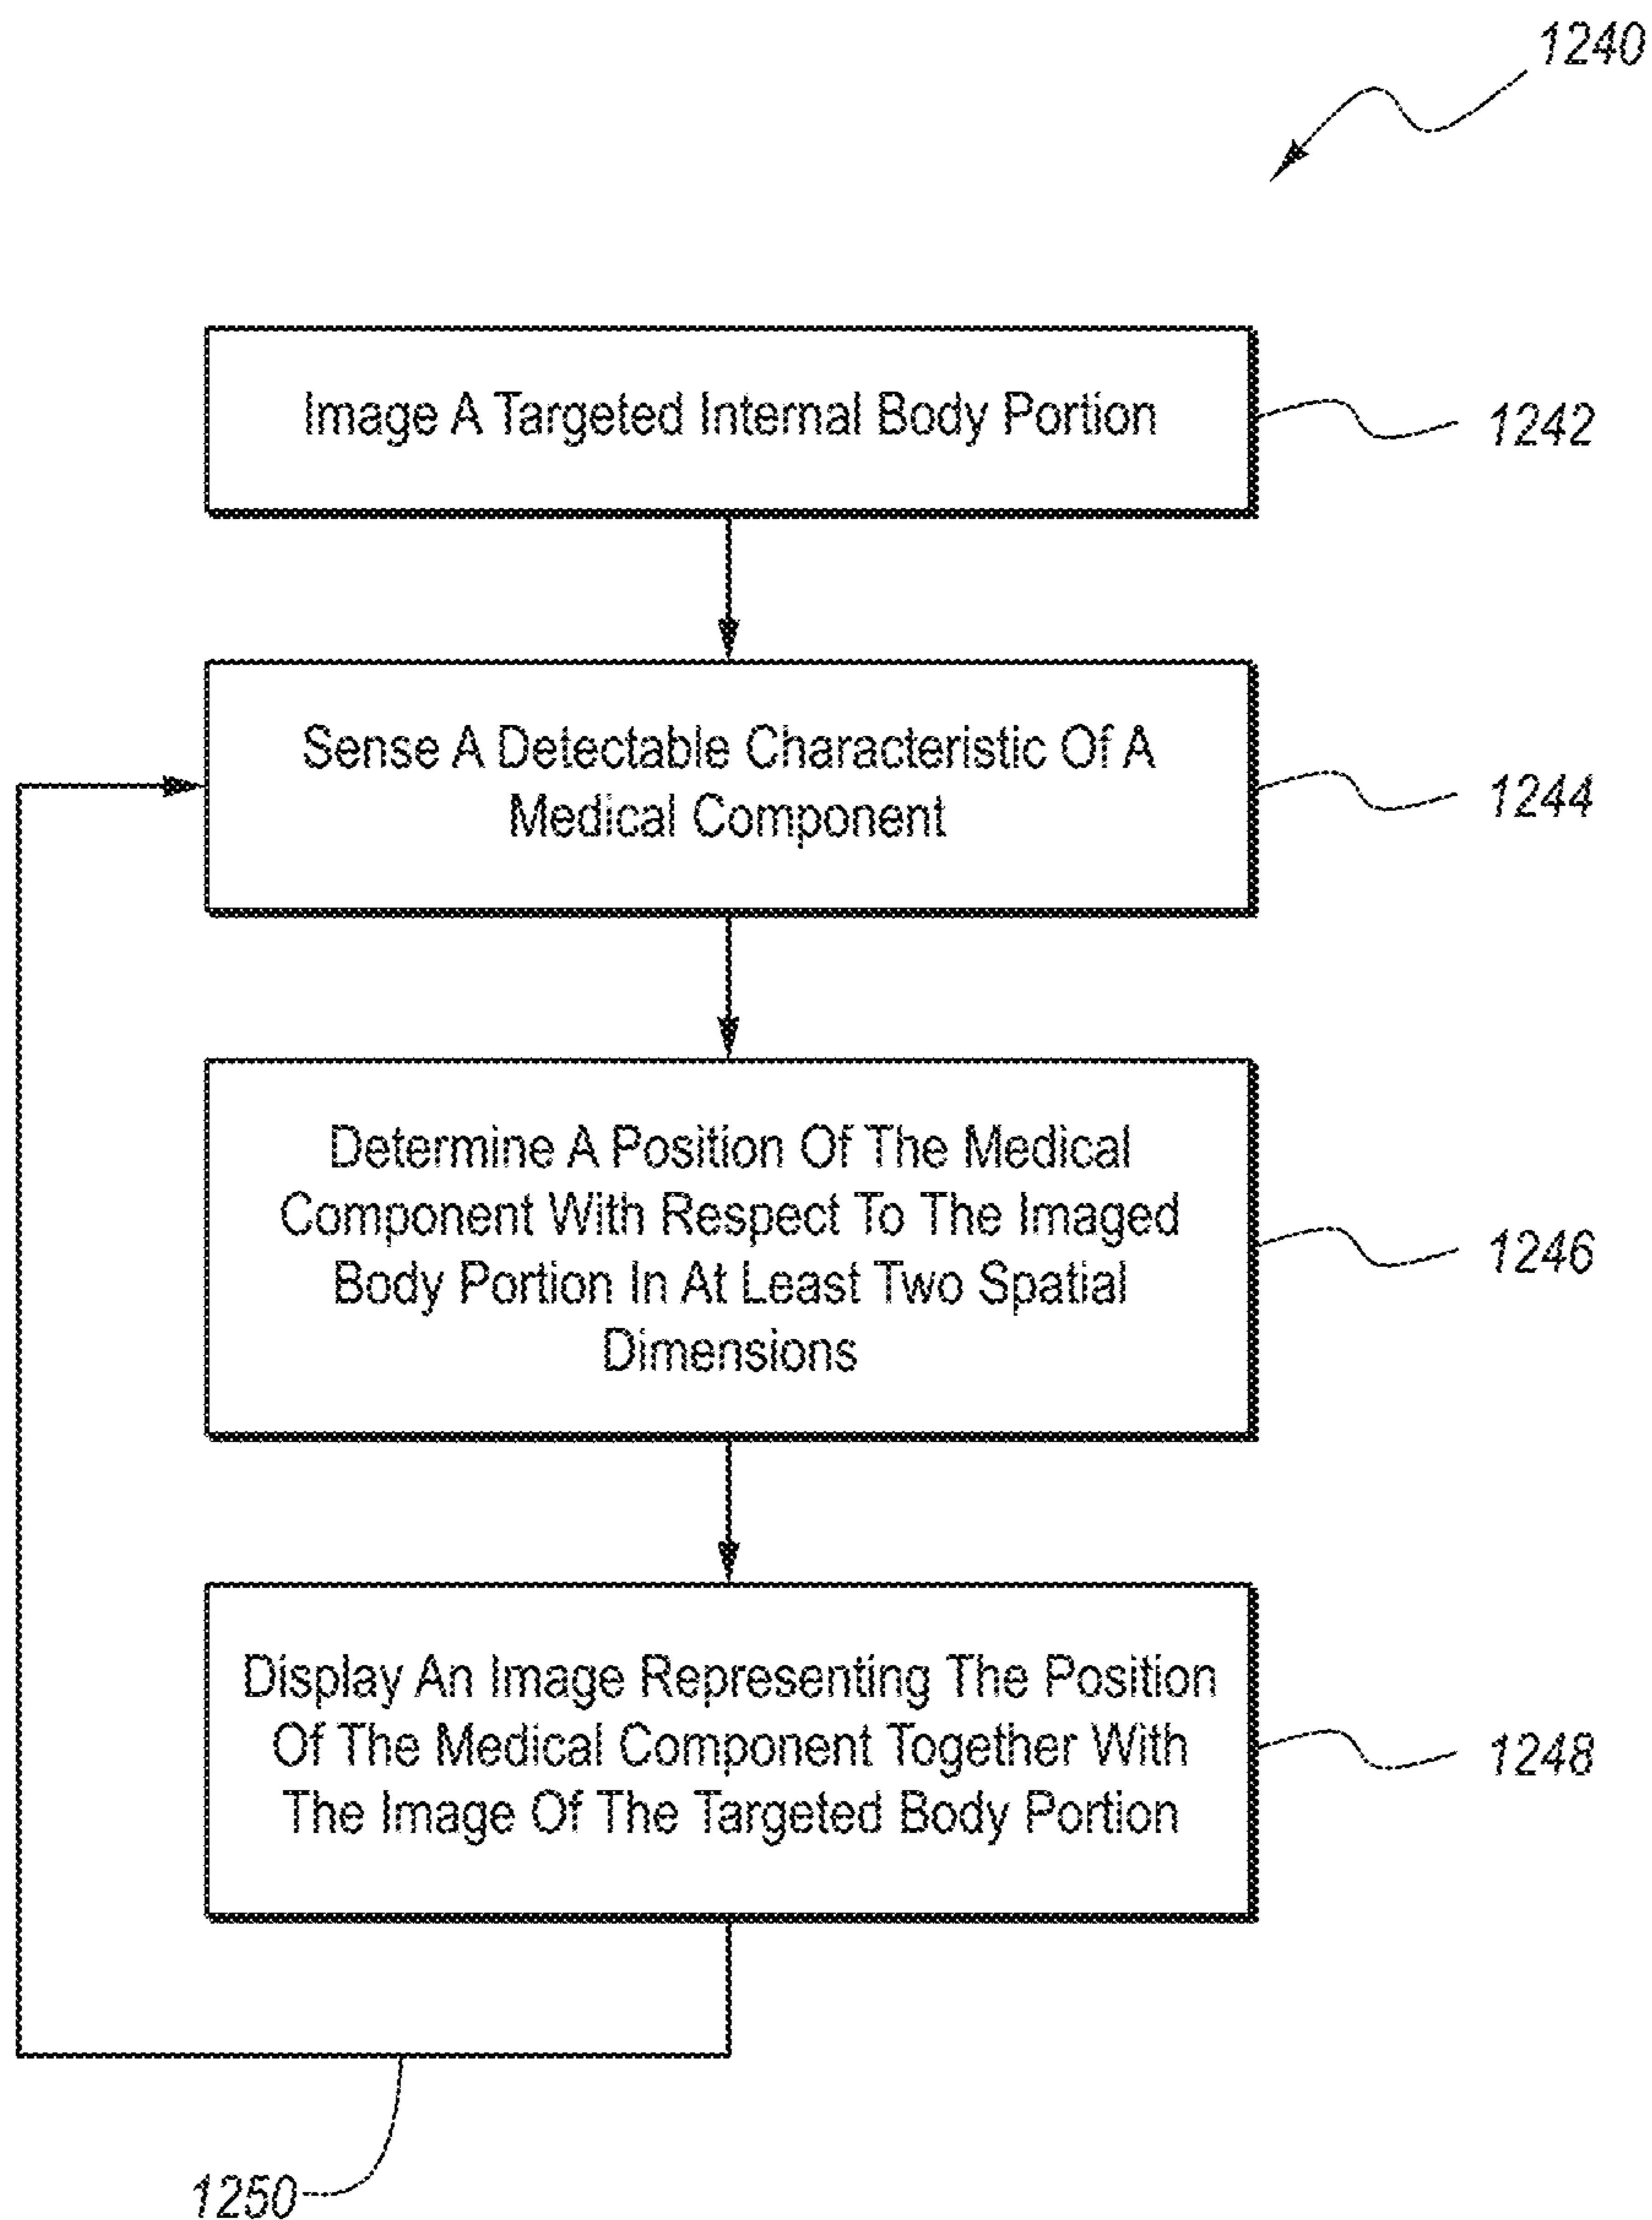 1240
Image A Targeted Internal Body Portion
1242
Sense A Detectable Characteristic Of A
Medical Component
1244
Determine A Position Of The Medical
Component With Respect To The Imaged
Body Portion In At Least Two Spatial
Dimensions
1246
Display An Image Representing The Position
Of The Medical Component Together With
The Image Of The Targeted Body Portion
1248
1250